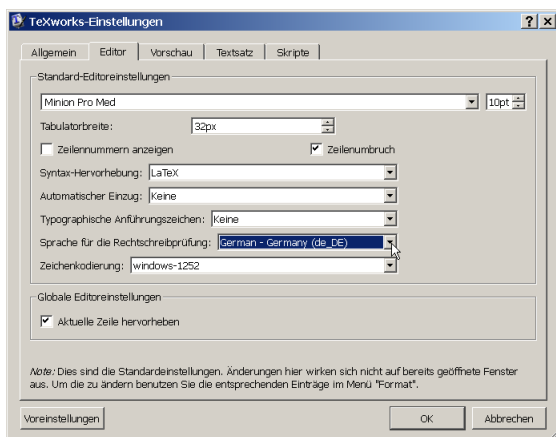 TeXworks-Einstellungen
Allgemein Editor Vorschau Textsatz Skripte
Standard-Editoreinstellungen
Minion Pro Med 10pt
Tabulatorbreite: 32px
Zeilennummern anzeigen Zeilenumbruch
Syntax-Hervorhebung: LaTeX
Automatischer Einzug: Keine
Typographische Anführungszeichen: Keine
Sprache für die Rechtschreibprüfung: German - Germany (de_DE)
Zeichenkodierung: windows-1252
Globale Editoreinstellungen
Aktuelle Zeile hervorheben
Note: Dies sind die Standardeinstellungen. Änderungen hier wirken sich nicht auf bereits geöffnete Fenster
aus. Um die zu ändern benutzen Sie die entsprechenden Einträge im Menü "Format".
Voreinstellungen OK Abbrechen